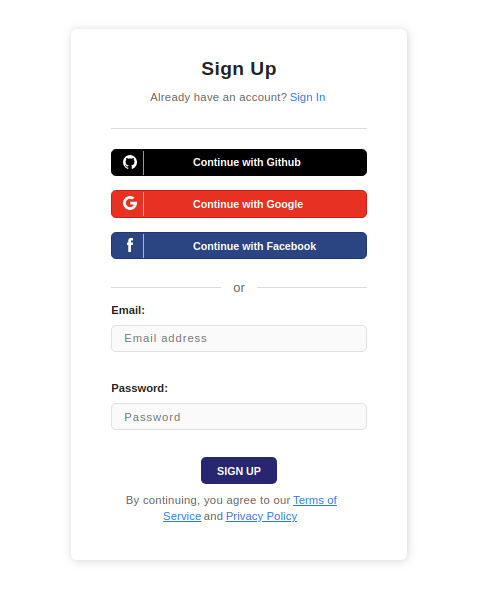 Sign Up
Already have an account? Sign In
Continue with Github
Continue with Google
Continue with Facebook
or
Email:
Email address
Password:
Password
SIGN UP
By continuing, you agree to our Terms of
Service and Privacy Policy